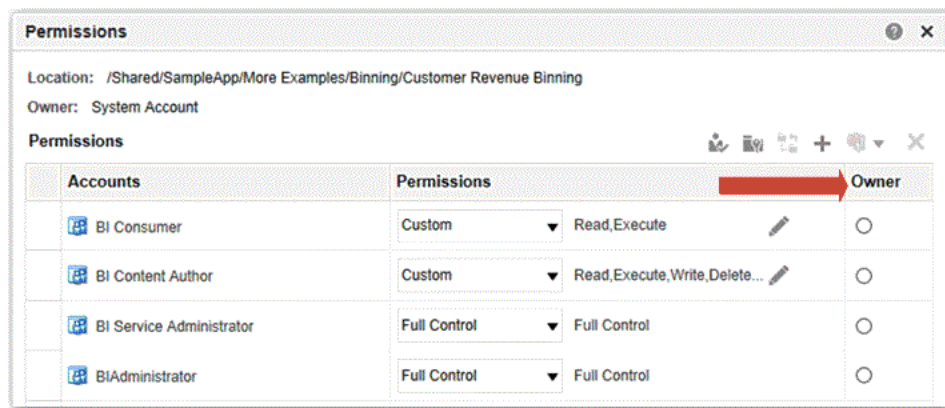 Permissions
Location: /Shared/SampleApp/More Examples/Binning/Customer Revenue Binning
Owner: System Account
Permissions
Accounts Permissions Owner
BI Consumer Custom Read,Execute
BI Content Author Custom Read,Execute,Write,Delete...
BI Service Administrator Full Control Full Control
BIAdministrator Full Control Full Control